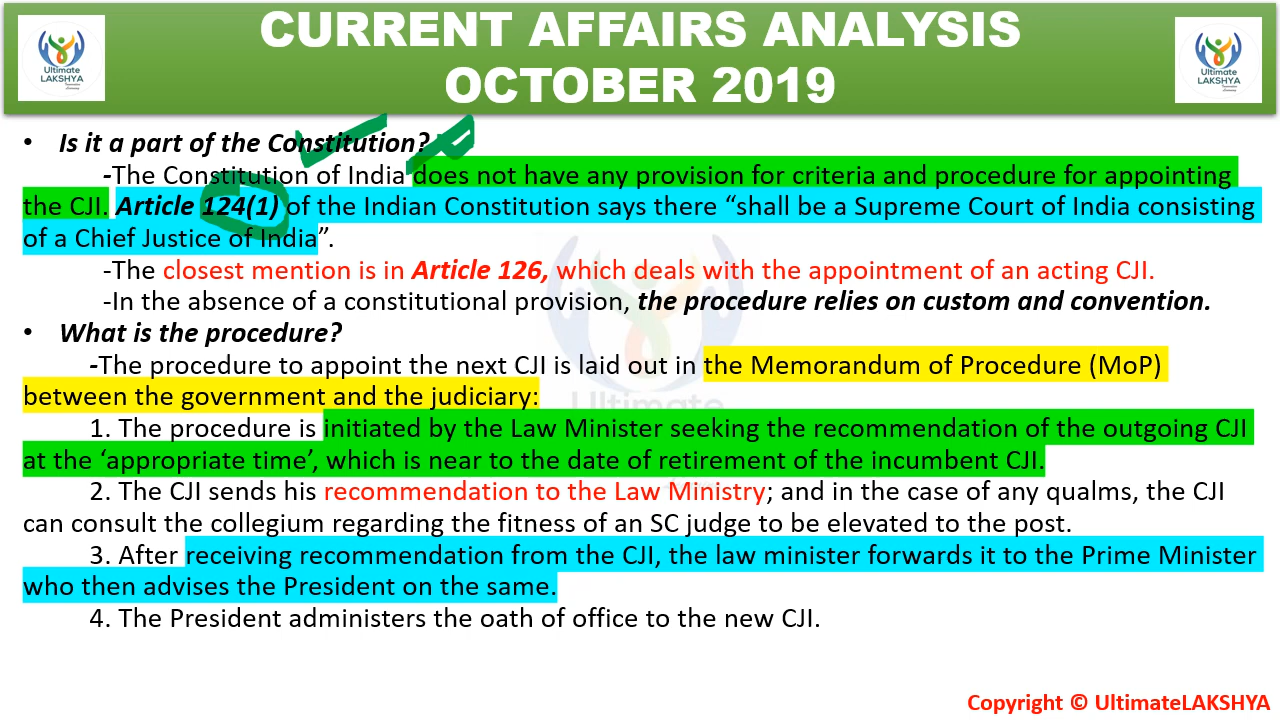 CURRENT AFFAIRS ANALYSIS
OCTOBER 2019
Ultimate
LAKSHYA
Ultimate
LAKSHYA
• Is it a part of the Constitution?
-The Constitution of India does not have any provision for criteria and procedure for appointing
the CJI. Article 124(1) of the Indian Constitution says there “shall be a Supreme Court of India consisting
of a Chief Justice of India”.
-The closest mention is in Article 126, which deals with the appointment of an acting CJI.
-In the absence of a constitutional provision, the procedure relies on custom and convention.
• What is the procedure?
-The procedure to appoint the next CJI is laid out in the Memorandum of Procedure (MoP)
between the government and the judiciary:
Ultimate
1. The procedure is initiated by the Law Minister seeking the recommendation of the outgoing CJI
at the ‘appropriate time’, which is near to the date of retirement of the incumbent CJI.
2. The CJI sends his recommendation to the Law Ministry; and in the case of any qualms, the CJI
can consult the collegium regarding the fitness of an SC judge to be elevated to the post.
3. After receiving recommendation from the CJI, the law minister forwards it to the Prime Minister
who then advises the President on the same.
4. The President administers the oath of office to the new CJI.
Copyright © UltimateLAKSHYA